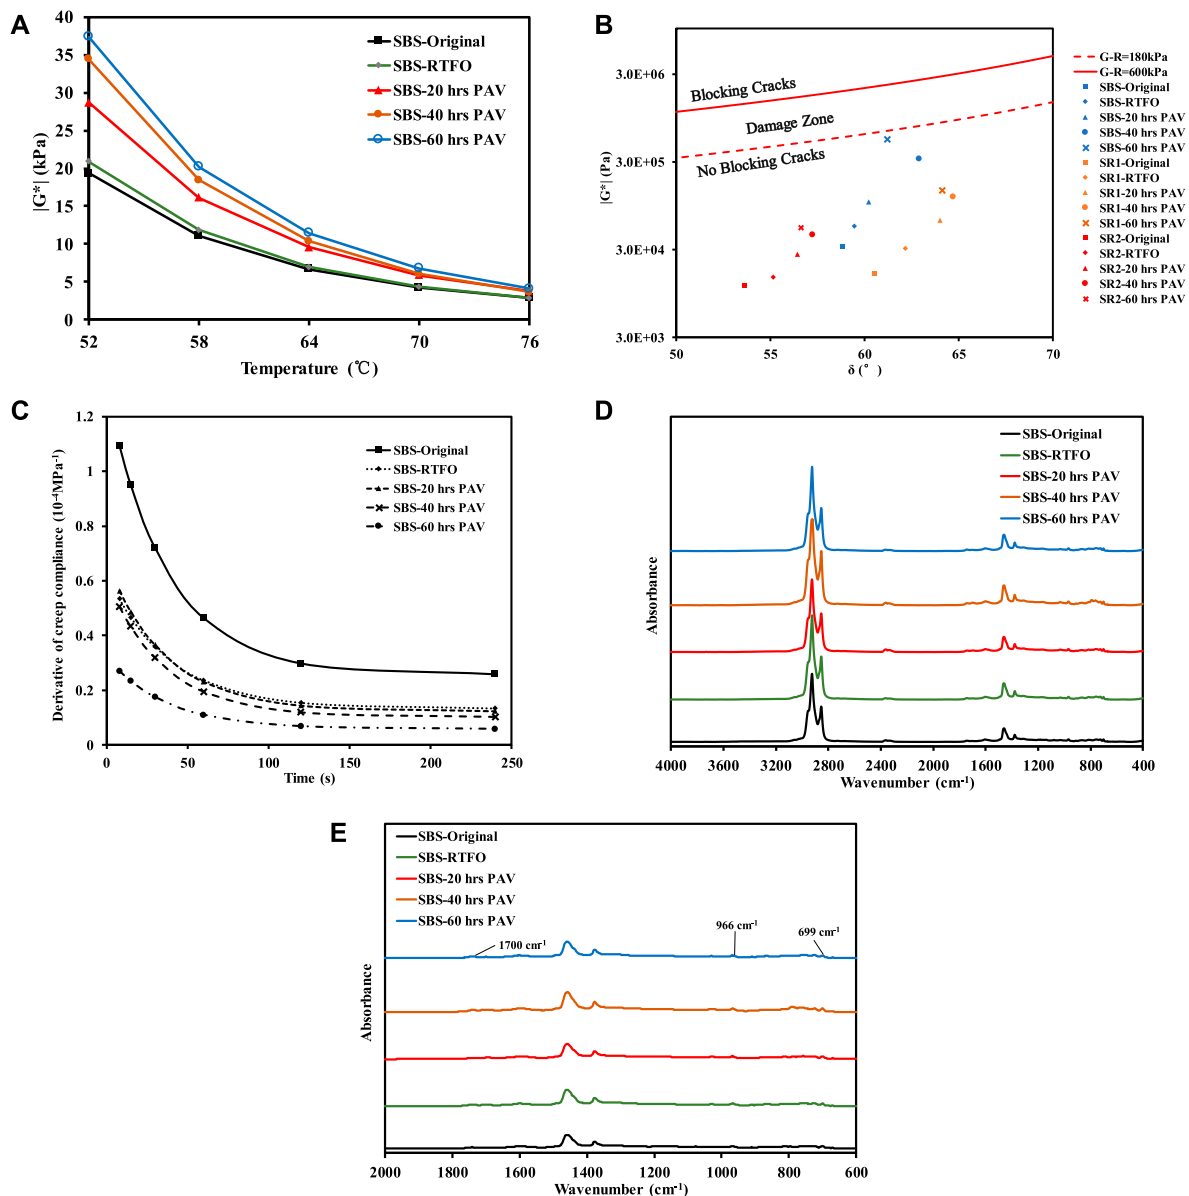 A
40
35
30
25
20
15
10
5
0
|G*| (kPa)
52
58
64
70
76
Temperature (℃)
SBS-Original
SBS-RTFO
SBS-20 hrs PAV
SBS-40 hrs PAV
SBS-60 hrs PAV
B
3.0E+06
3.0E+05
3.0E+04
3.0E+03
|G*| (Pa)
50
55
60
65
70
δ (°)
Blocking Cracks
Damage Zone
No Blocking Cracks
G-R=180kPa
G-R=600kPa
SBS-Original
SBS-RTFO
SBS-20 hrs PAV
SBS-40 hrs PAV
SBS-60 hrs PAV
SR1-Original
SR1-RTFO
SR1-20 hrs PAV
SR1-40 hrs PAV
SR1-60 hrs PAV
SR2-Original
SR2-RTFO
SR2-20 hrs PAV
SR2-40 hrs PAV
SR2-60 hrs PAV
C
1.2
1
0.8
0.6
0.4
0.2
0
Derivative of creep compliance (10⁻⁴MPa⁻¹)
0
50
100
150
200
250
Time (s)
SBS-Original
SBS-RTFO
SBS-20 hrs PAV
SBS-40 hrs PAV
SBS-60 hrs PAV
D
SBS-Original
SBS-RTFO
SBS-20 hrs PAV
SBS-40 hrs PAV
SBS-60 hrs PAV
Absorbance
4000
3600
3200
2800
2400
2000
1600
1200
800
400
Wavenumber (cm⁻¹)
E
SBS-Original
SBS-RTFO
SBS-20 hrs PAV
SBS-40 hrs PAV
SBS-60 hrs PAV
1700 cm⁻¹
966 cm⁻¹
699 cm⁻¹
Absorbance
2000
1800
1600
1400
1200
1000
800
600
Wavenumber (cm⁻¹)